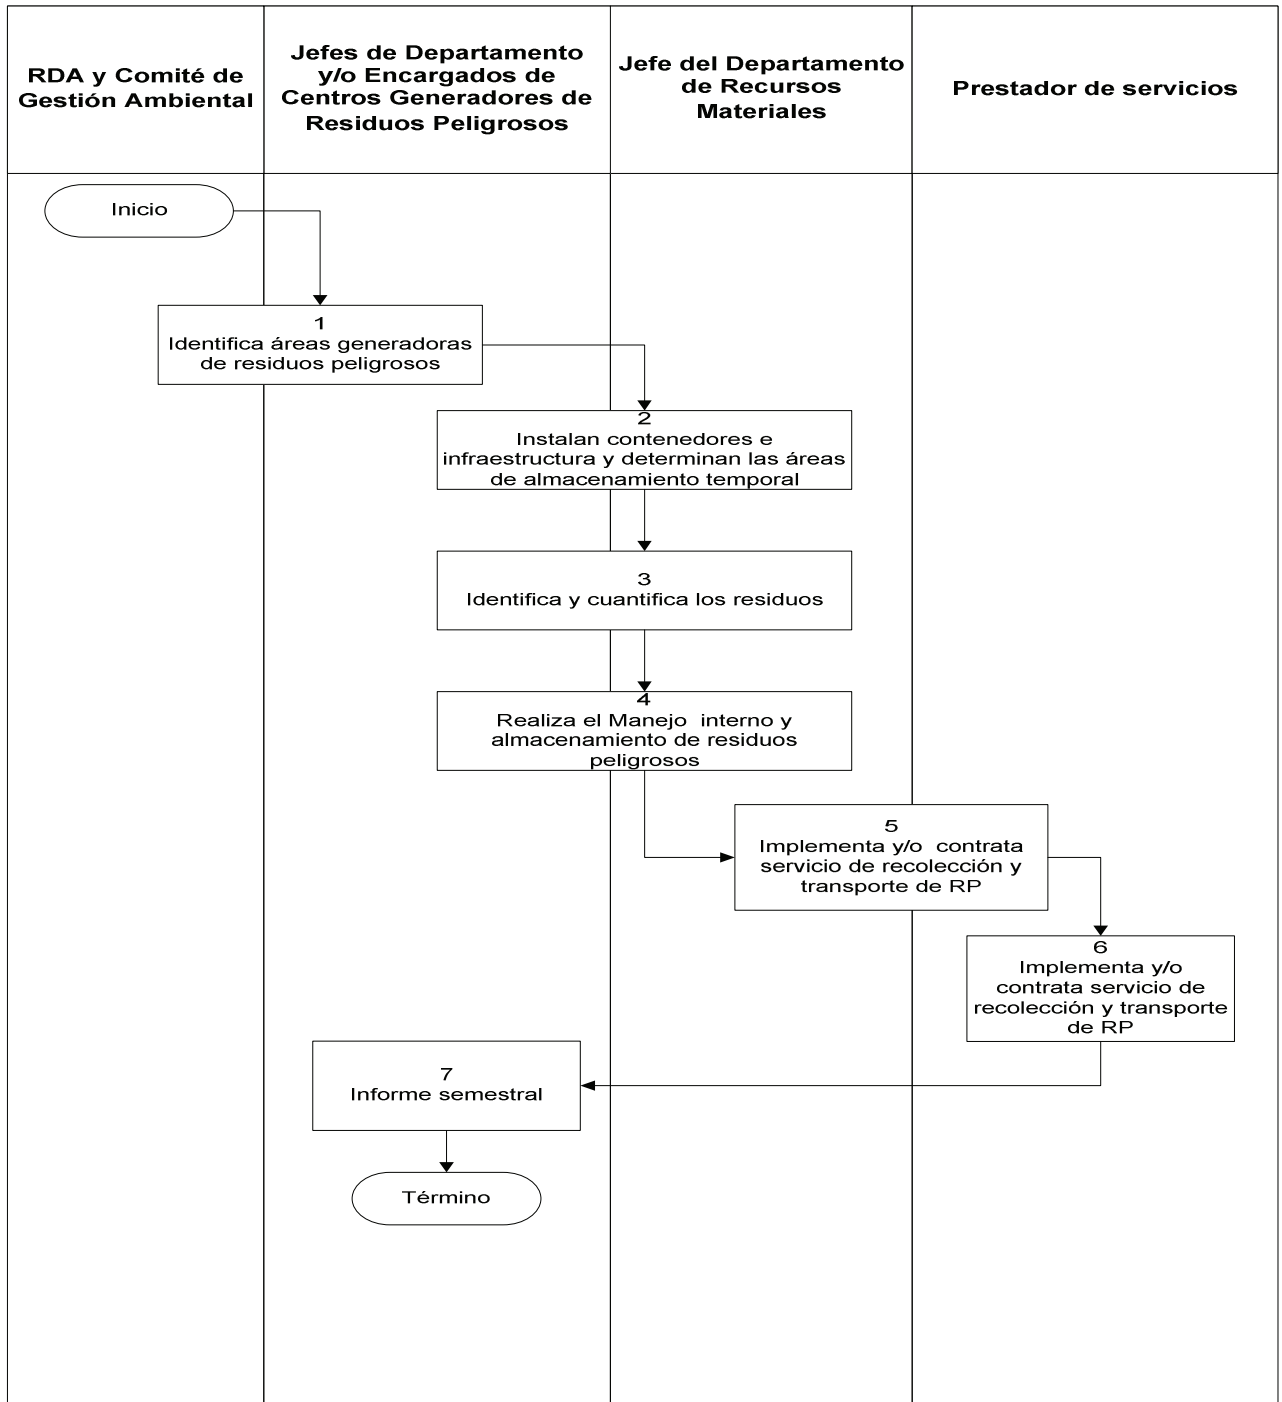 RDA y Comité de
Gestión Ambiental
Jefes de Departamento
y/o Encargados de
Centros Generadores de
Residuos Peligrosos
Jefe del Departamento
de Recursos
Materiales
Prestador de servicios
Inicio
1
Identifica áreas generadoras
de residuos peligrosos
2
Instalan contenedores e
infraestructura y determinan las áreas
de almacenamiento temporal
3
Identifica y cuantifica los residuos
4
Realiza el Manejo  interno y
almacenamiento de residuos
peligrosos
5
Implementa y/o  contrata
servicio de recolección y
transporte de RP
6
Implementa y/o
contrata servicio de
recolección y transporte
de RP
7
Informe semestral
Término